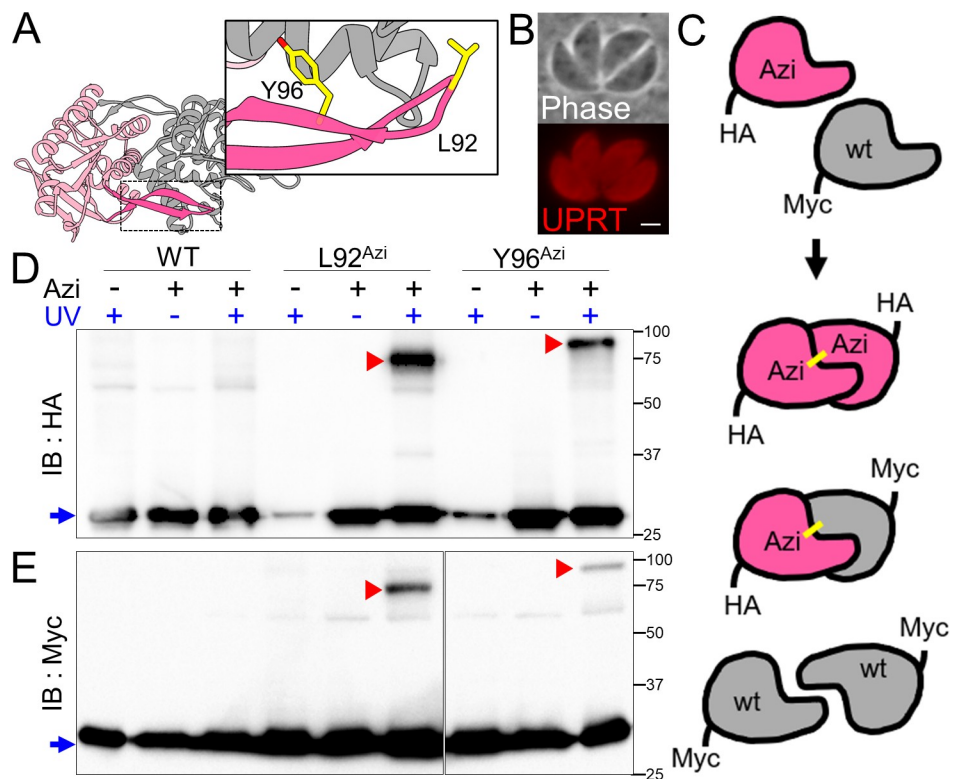 A
Y96
L92
B
Phase
UPRT
C
Azi
HA
wt
Myc
HA
Azi
Azi
HA
Myc
Azi
HA
Myc
wt
wt
Myc
D
WT L92Azi Y96Azi
Azi - + + - + + - + +
UV + - + + - + + - +
IB : HA
100
75
50
37
25
E
IB : Myc
100
75
50
37
25